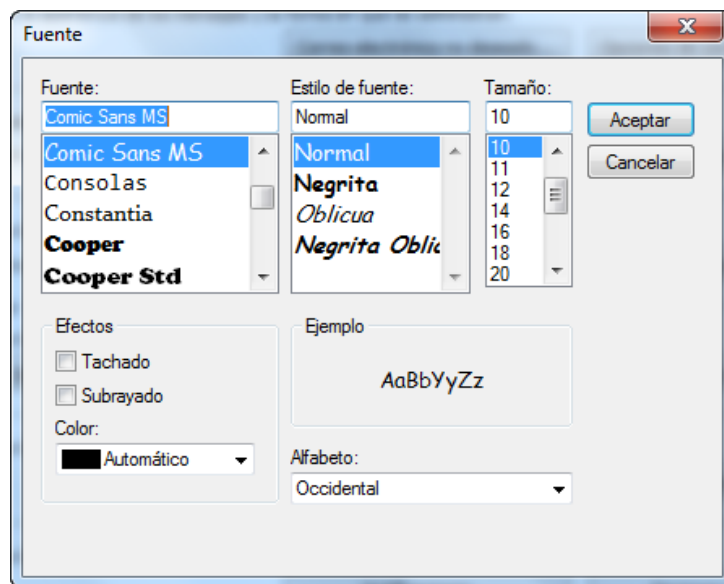 Fuente
Fuente:
Estilo de fuente:
Tamaño:
Comic Sans MS
Normal
10
Aceptar
Cancelar
Comic Sans MS
Consolas
Constantia
Cooper
Cooper Std
Normal
Negrita
Oblicua
Negrita Oblic
10
11
12
14
16
18
20
Efectos
Tachado
Subrayado
Color:
Automático
Ejemplo
AaBbYyZz
Alfabeto:
Occidental